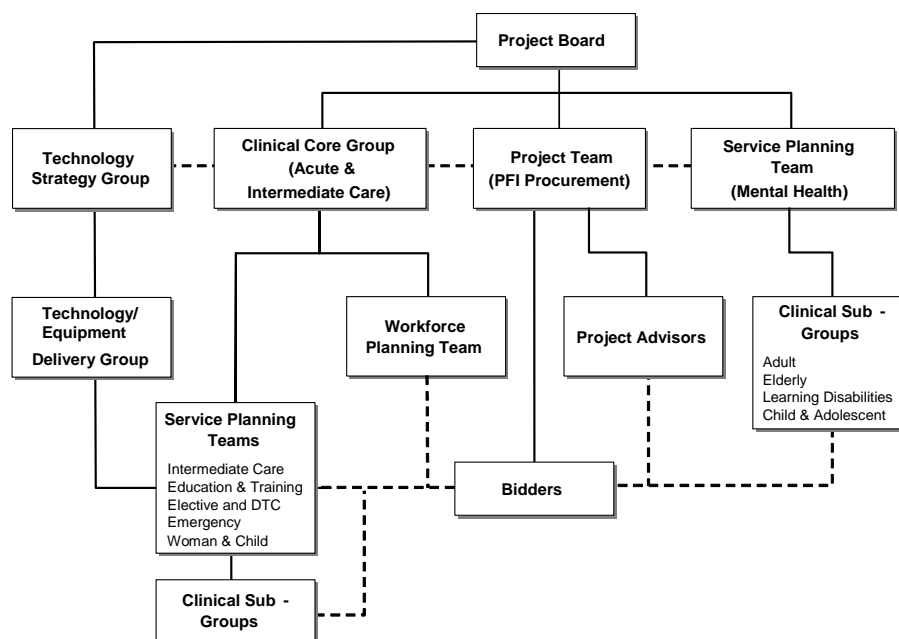 Project Board
Technology
Strategy Group
Clinical Core Group
(Acute &
Intermediate Care)
Project Team
(PFI Procurement)
Service Planning
Team
(Mental Health)
Technology/
Equipment
Delivery Group
Workforce
Planning Team
Project Advisors
Clinical Sub -
Groups
Adult
Elderly
Learning Disabilities
Child & Adolescent
Service Planning
Teams
Intermediate Care
Education & Training
Elective and DTC
Emergency
Woman & Child
Bidders
Clinical Sub -
Groups